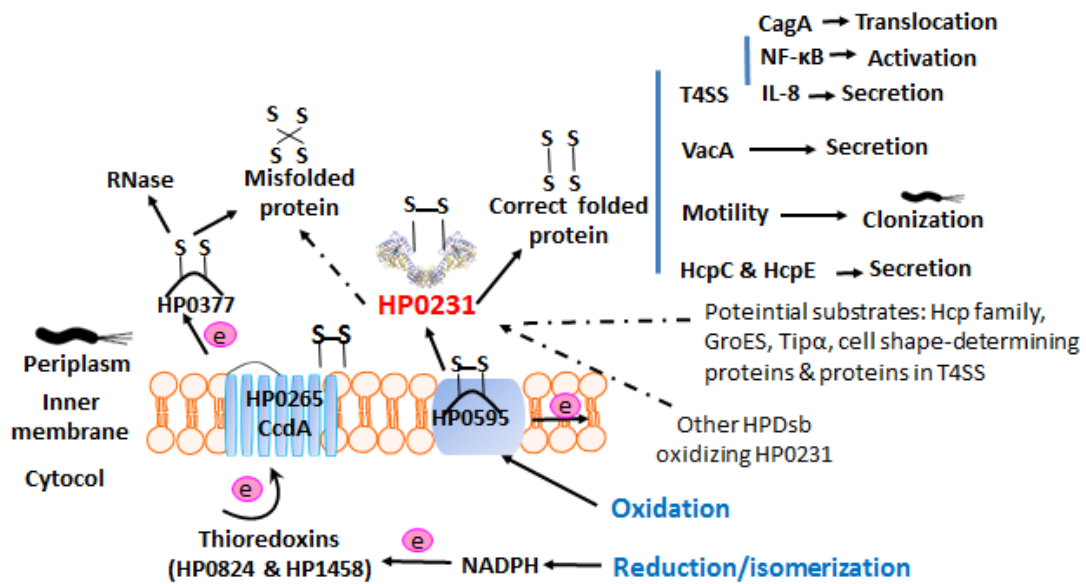 CagA Translocation
NF-κB Activation
T4SS IL-8 Secretion
VacA Secretion
Motility Clonization
HcpC & HcpE Secretion
S S
S S
Misfolded
protein
RNase
S S
HP0377
e
S S
S S
Correct folded
protein
S S
HP0231
Poteintial substrates: Hcp family,
GroES, Tipα, cell shape-determining
proteins & proteins in T4SS
Other HPDsb
oxidizing HP0231
Periplasm
Inner
membrane
Cytocol
S S
HP0265
CcdA
S S
HP0595
e
Oxidation
e
Thioredoxins
(HP0824 & HP1458)
e
NADPH
Reduction/isomerization